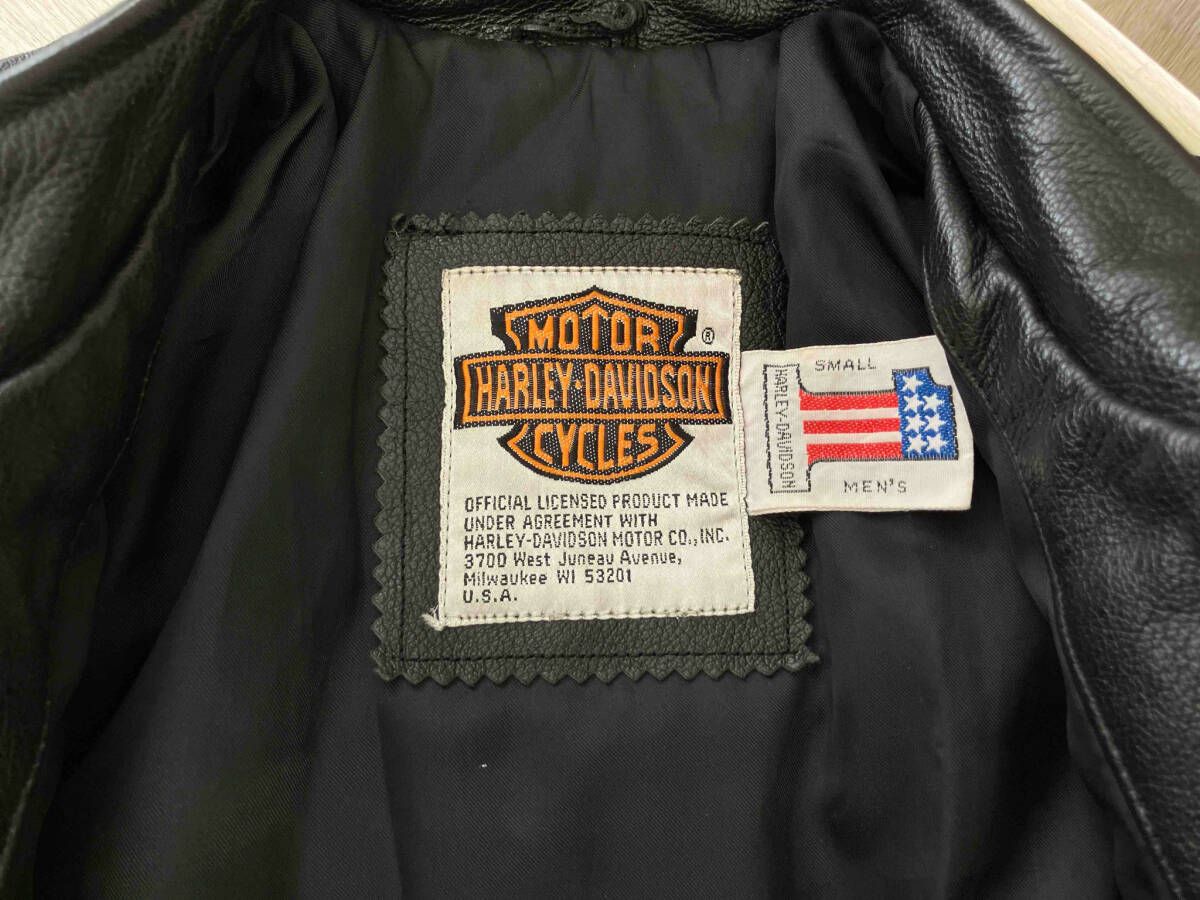 MOTOR
HARLEY-DAVIDSON
CYCLES
®
OFFICIAL LICENSED PRODUCT MADE
UNDER AGREEMENT WITH
HARLEY-DAVIDSON MOTOR CO., INC.
3700 West Juneau Avenue,
Milwaukee WI 53201
U.S.A.
SMALL
HARLEY-DAVIDSON
1
MEN'S